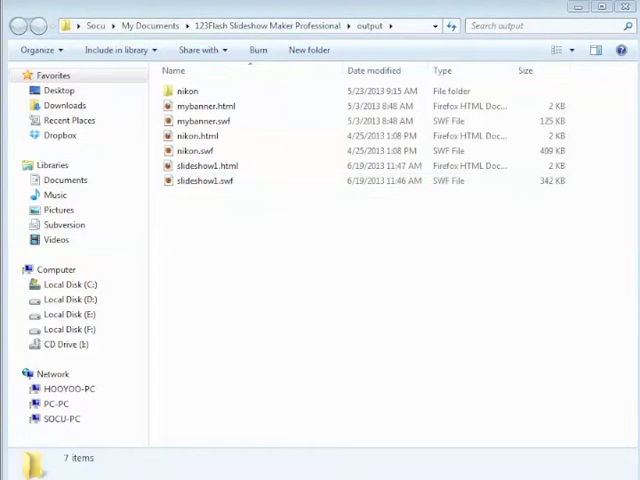 Socu ▸ My Documents ▸ 123Flash Slideshow Maker Professional ▸ output ▸ Search output
Organize Include in library Share with Burn New folder
Name Date modified Type Size
Favorites
Desktop
Downloads
Recent Places
Dropbox
Libraries
Documents
Music
Pictures
Subversion
Videos
Computer
Local Disk (C:)
Local Disk (D:)
Local Disk (E:)
Local Disk (F:)
CD Drive (I:)
Network
HOOYOO-PC
PC-PC
SOCU-PC
nikon 5/23/2013 9:15 AM File folder
mybanner.html 5/3/2013 8:48 AM Firefox HTML Doc... 2 KB
mybanner.swf 5/3/2013 8:48 AM SWF File 125 KB
nikon.html 4/25/2013 1:08 PM Firefox HTML Doc... 2 KB
nikon.swf 4/25/2013 1:08 PM SWF File 409 KB
slideshow1.html 6/19/2013 11:47 AM Firefox HTML Doc... 2 KB
slideshow1.swf 6/19/2013 11:46 AM SWF File 342 KB
7 items